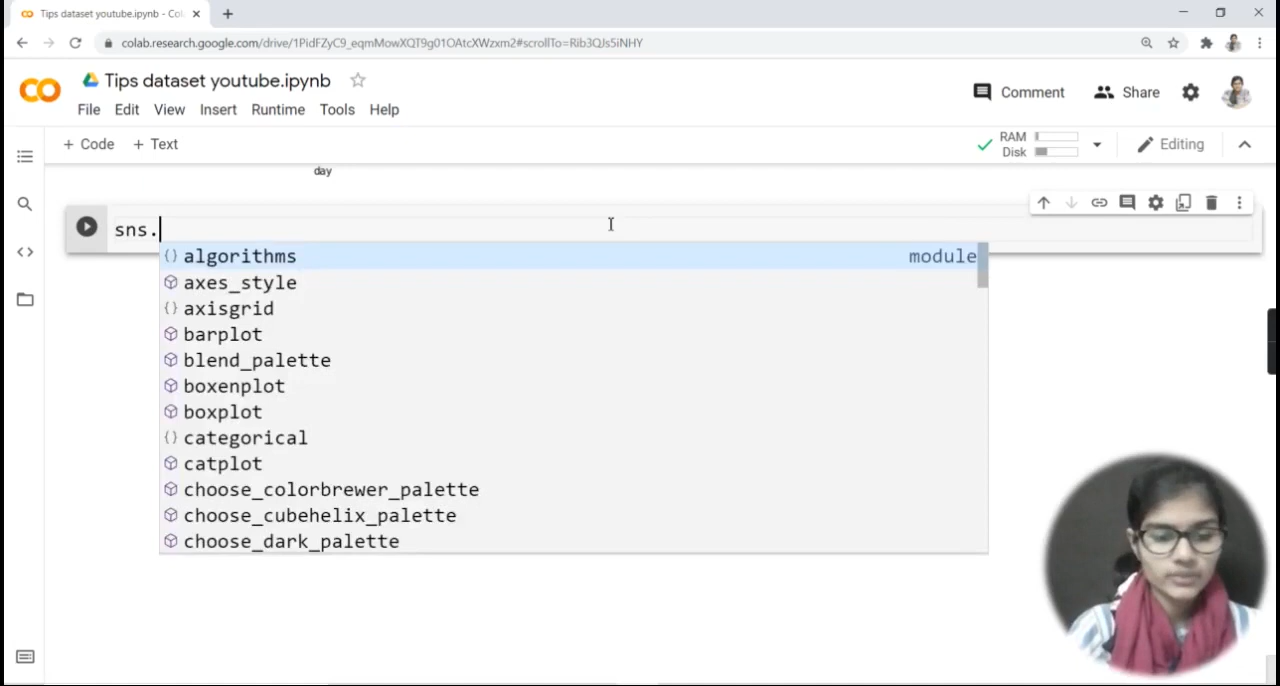 Tips dataset youtube.ipynb - Col
colab.research.google.com/drive/1PidFZyC9_eqmMowXQT9g01OAtcXWzxm2#scrollTo=Rib3QJs5iNHY
Tips dataset youtube.ipynb
Comment Share
File Edit View Insert Runtime Tools Help
+ Code + Text
RAM
Disk
Editing
day
sns.
algorithms module
axes_style
axisgrid
barplot
blend_palette
boxenplot
boxplot
categorical
catplot
choose_colorbrewer_palette
choose_cubehelix_palette
choose_dark_palette